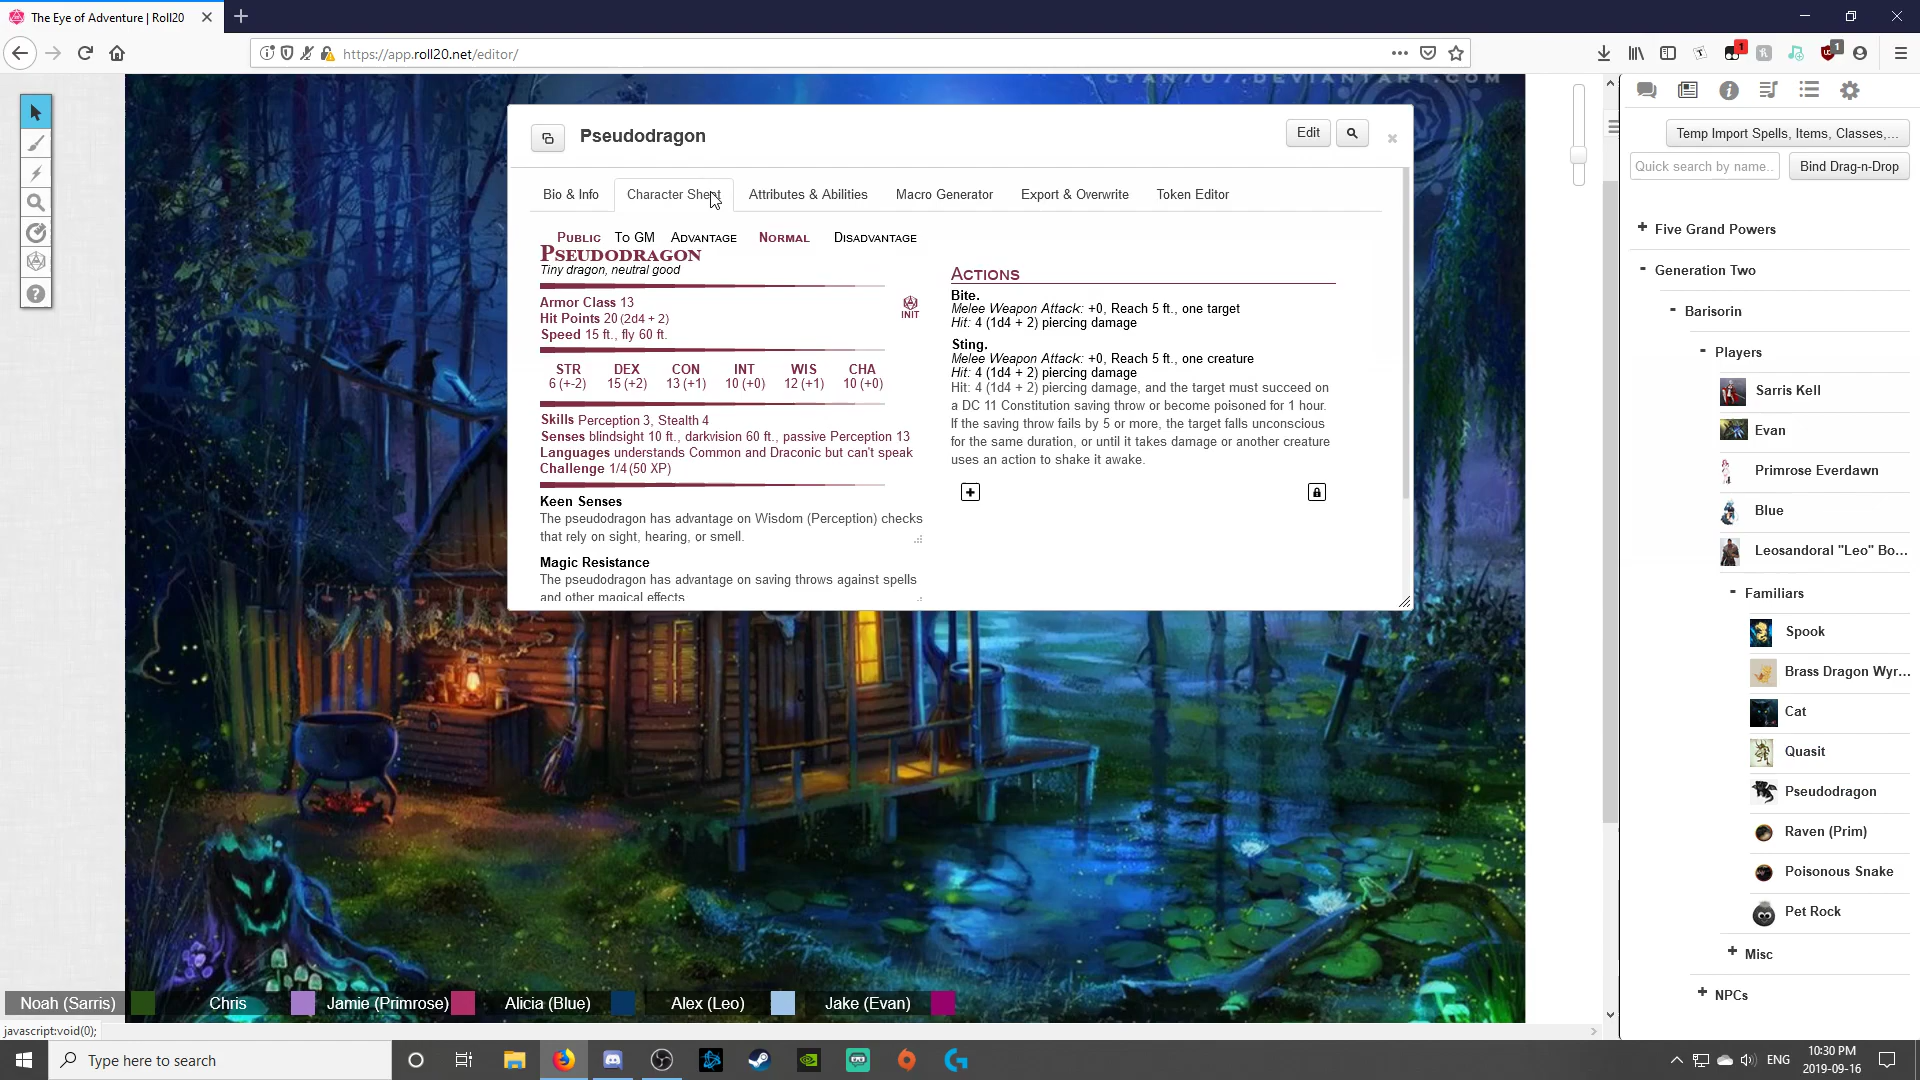 The Eye of Adventure | Roll20
https://app.roll20.net/editor/
CYAN707.DEVIANTART.COM
Pseudodragon
Edit
Bio & Info
Character Sheet
Attributes & Abilities
Macro Generator
Export & Overwrite
Token Editor
Public To GM Advantage Normal Disadvantage
Pseudodragon
Tiny dragon, neutral good
Armor Class 13
Hit Points 20 (2d4 + 2)
Speed 15 ft., fly 60 ft.
INIT
STR DEX CON INT WIS CHA
6 (+-2) 15 (+2) 13 (+1) 10 (+0) 12 (+1) 10 (+0)
Skills Perception 3, Stealth 4
Senses blindsight 10 ft., darkvision 60 ft., passive Perception 13
Languages understands Common and Draconic but can't speak
Challenge 1/4 (50 XP)
Keen Senses
The pseudodragon has advantage on Wisdom (Perception) checks
that rely on sight, hearing, or smell.
Magic Resistance
The pseudodragon has advantage on saving throws against spells
and other magical effects
Actions
Bite.
Melee Weapon Attack: +0, Reach 5 ft., one target
Hit: 4 (1d4 + 2) piercing damage
Sting.
Melee Weapon Attack: +0, Reach 5 ft., one creature
Hit: 4 (1d4 + 2) piercing damage
Hit: 4 (1d4 + 2) piercing damage, and the target must succeed on
a DC 11 Constitution saving throw or become poisoned for 1 hour.
If the saving throw fails by 5 or more, the target falls unconscious
for the same duration, or until it takes damage or another creature
uses an action to shake it awake.
Temp Import Spells, Items, Classes,...
Quick search by name..
Bind Drag-n-Drop
Five Grand Powers
Generation Two
Barisorin
Players
Sarris Kell
Evan
Primrose Everdawn
Blue
Leosandoral "Leo" Bo...
Familiars
Spook
Brass Dragon Wyr...
Cat
Quasit
Pseudodragon
Raven (Prim)
Poisonous Snake
Pet Rock
Misc
NPCs
Noah (Sarris)
Chris
Jamie (Primrose)
Alicia (Blue)
Alex (Leo)
Jake (Evan)
javascript:void(0);
Type here to search
ENG
10:30 PM
2019-09-16